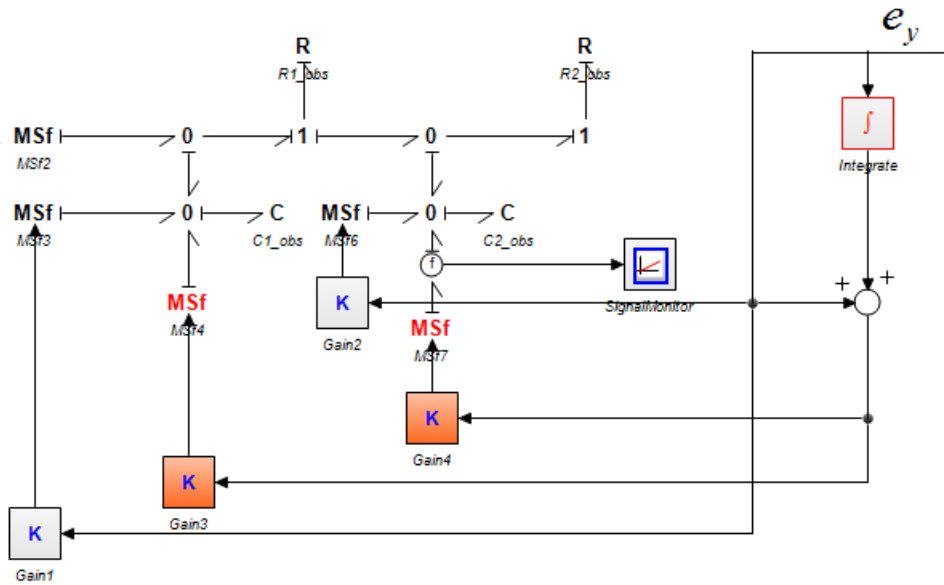 e_y
R
R1_obs
R
R2_obs
MSf
MSf2
0
1
0
1
∫
Integrate
MSf
MSf3
0
C
C1_obs
MSf
MSf6
0
C
C2_obs
f
SignalMonitor
+
+
MSf
MSf4
K
Gain2
MSf
MSf7
K
Gain4
K
Gain3
K
Gain1